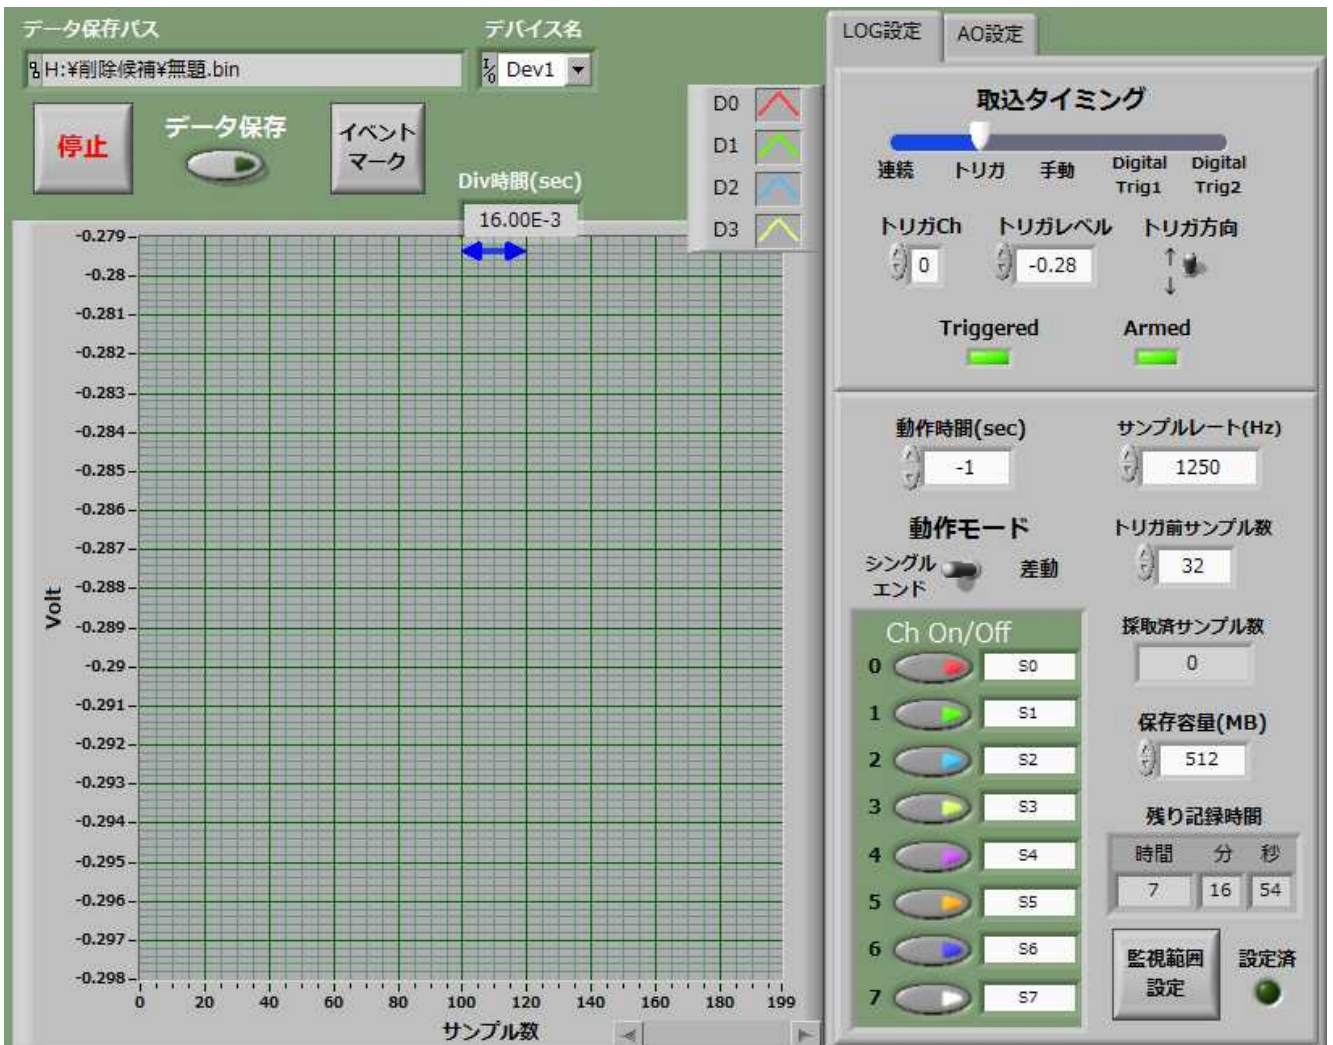 データ保存パス
H:¥削除候補¥無題.bin
デバイス名
I/O Dev1
停止
データ保存
イベント
マーク
Div時間(sec)
16.00E-3
D0
D1
D2
D3
-0.279
-0.28
-0.281
-0.282
-0.283
-0.284
-0.285
-0.286
-0.287
-0.288
-0.289
-0.29
-0.291
-0.292
-0.293
-0.294
-0.295
-0.296
-0.297
-0.298
Volt
0 20 40 60 80 100 120 140 160 180 199
サンプル数
LOG設定 AO設定
取込タイミング
連続 トリガ 手動 Digital Trig1 Digital Trig2
トリガCh トリガレベル トリガ方向
0 -0.28 ↑
↓
Triggered Armed
動作時間(sec) サンプルレート(Hz)
-1 1250
動作モード
シングル
エンド
差動
トリガ前サンプル数
32
Ch On/Off
0 S0
1 S1
2 S2
3 S3
4 S4
5 S5
6 S6
7 S7
採取済サンプル数
0
保存容量(MB)
512
残り記録時間
時間 分 秒
7 16 54
監視範囲
設定
設定済